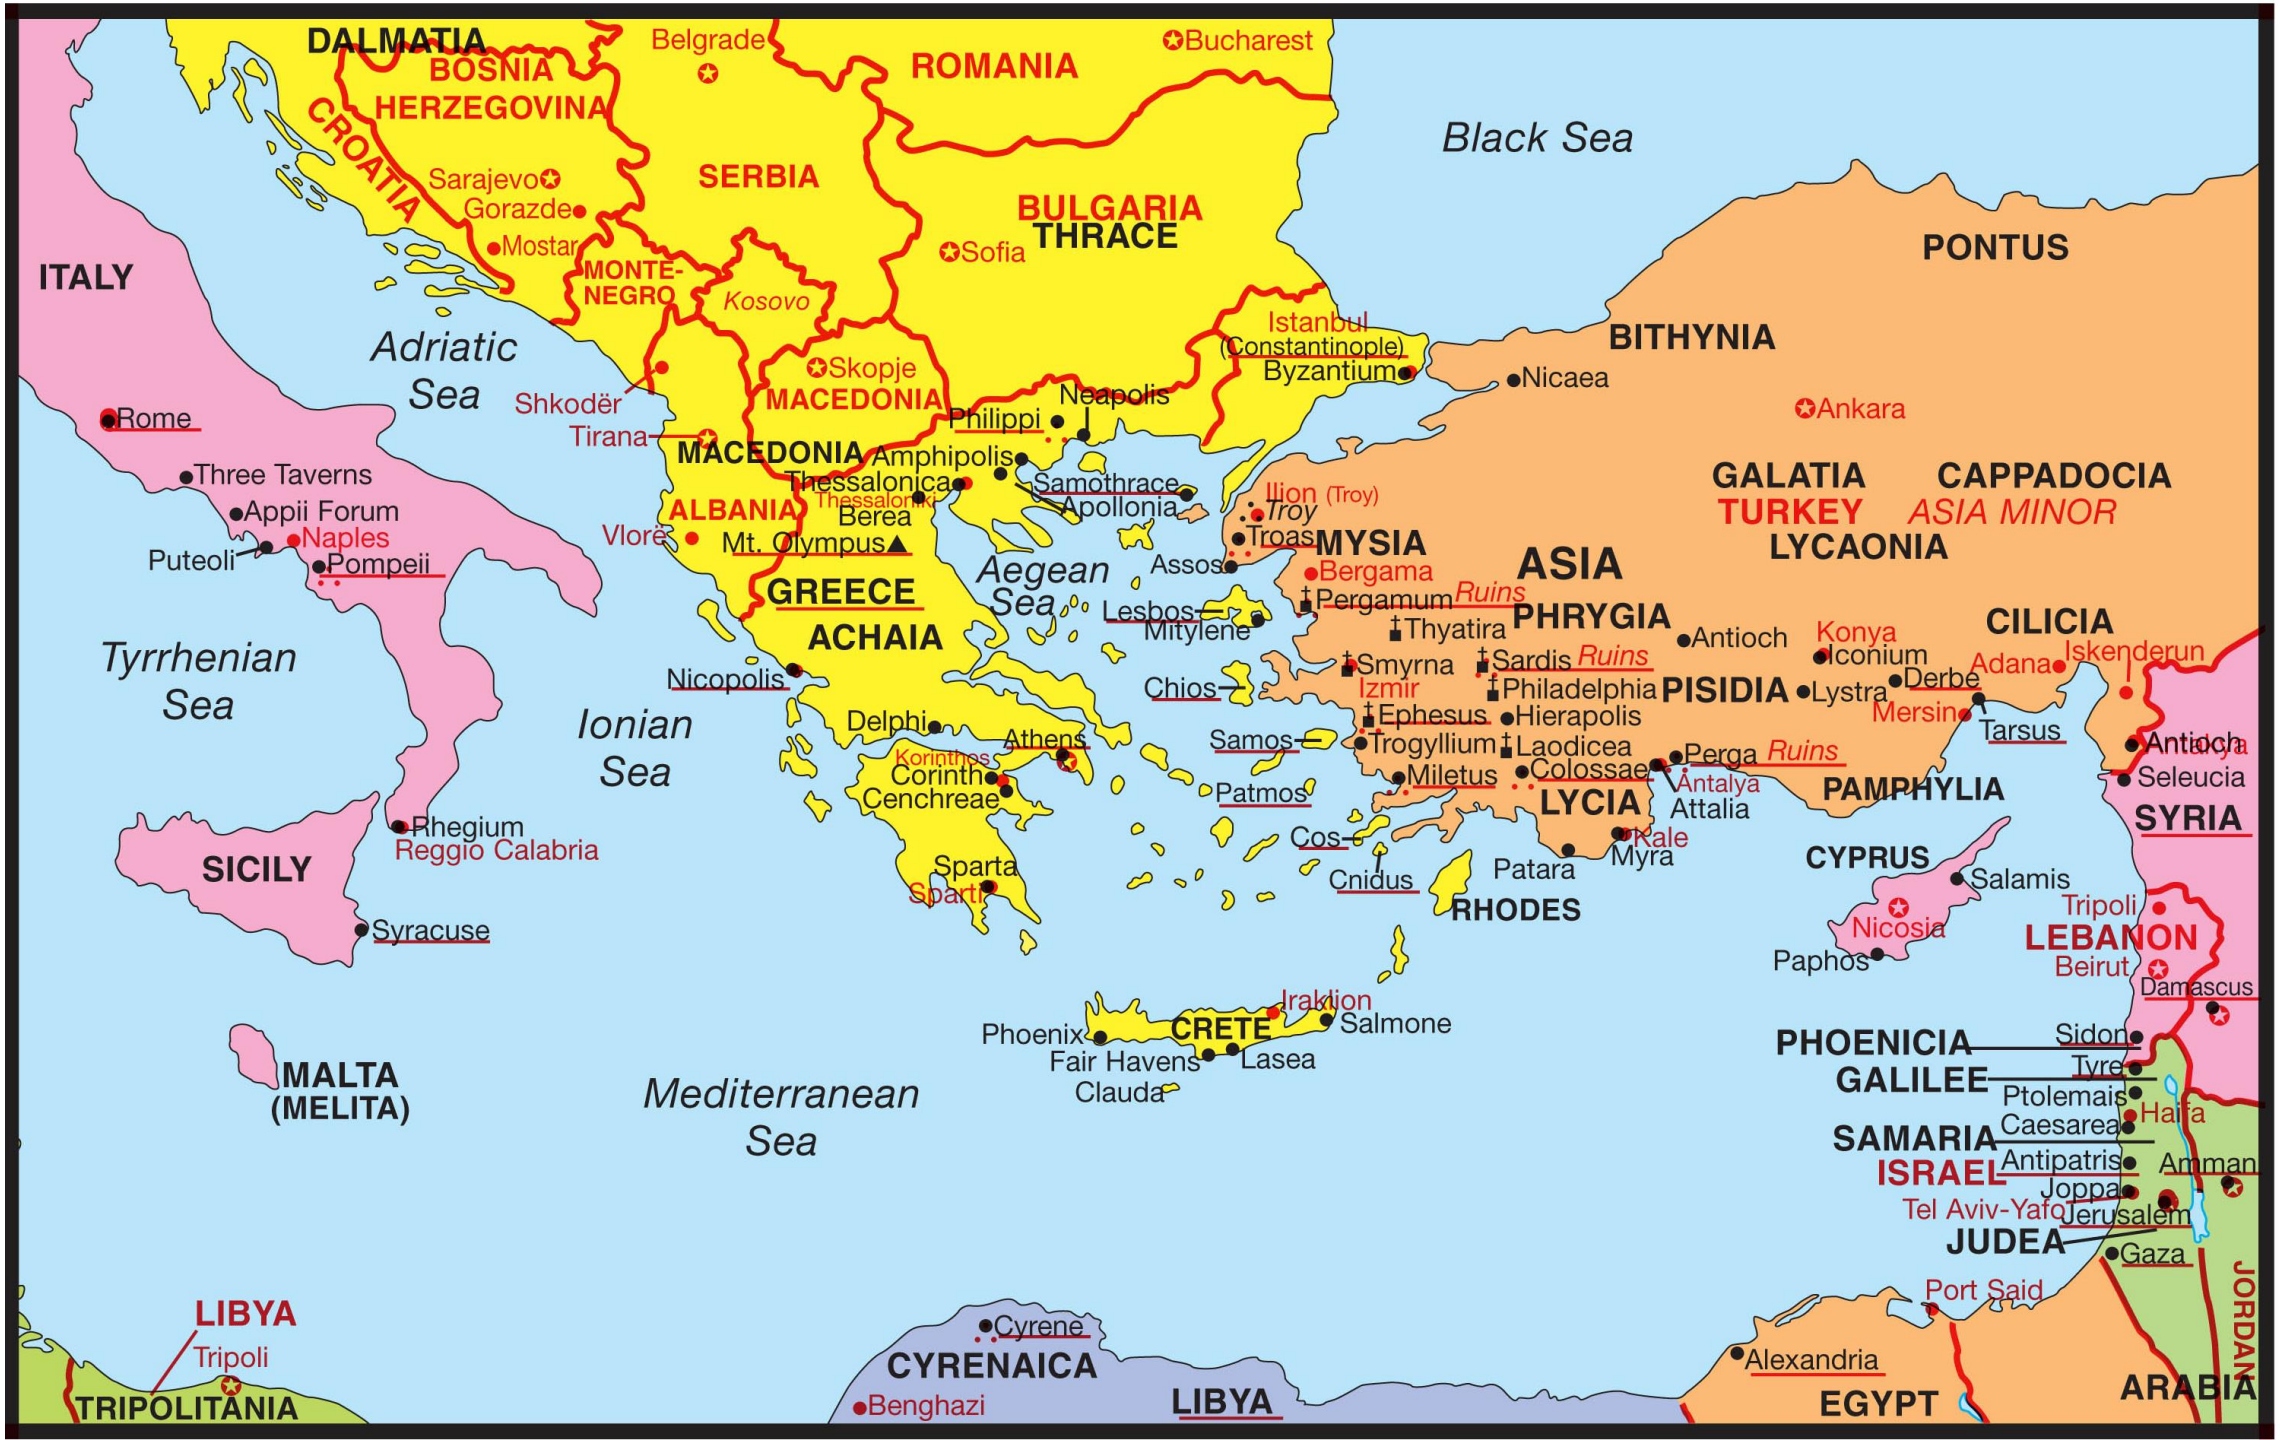 DALMATIA
BOSNIA
HERZEGOVINA
CROATIA
Sarajevo
Gorazde
Mostar
Belgrade
SERBIA
ROMANIA
Bucharest
BULGARIA
THRACE
Sofia
MONTE-
NEGRO
Kosovo
Black Sea
PONTUS
ITALY
Adriatic
Sea
Istanbul
(Constantinople)
Byzantium
BITHYNIA
Nicaea
Ankara
Shkodër
Tirana
Skopje
MACEDONIA
MACEDONIA
Neapolis
Philippi
Amphipolis
Thessalonica
Thessaloniki
Berea
Samothrace
Apollonia
ALBANIA
Vlorë
Mt. Olympus
Rome
Three Taverns
Appii Forum
Naples
Puteoli
Pompeii
Ilion (Troy)
Troy
Troas
Assos
MYSIA
Bergama
Pergamum Ruins
ASIA
PHRYGIA
GALATIA
CAPPADOCIA
TURKEY
ASIA MINOR
LYCAONIA
CILICIA
Aegean
Sea
GREECE
ACHAIA
Lesbos
Mitylene
Thyatira
Antioch
Konya
Iconium
Adana
Iskenderun
Tyrrhenian
Sea
Ionian
Sea
Nicopolis
Chios
Smyrna
Izmir
Sardis Ruins
Philadelphia
PISIDIA
Lystra
Derbe
Mersin
Tarsus
Delphi
Athens
Samos
Ephesus
Hierapolis
Trogyllium
Laodicea
Perga Ruins
Antioch
Antakya
Korinthos
Corinth
Cenchreae
Patmos
Miletus
Colossae
Antalya
Attalia
LYCIA
PAMPHYLIA
Seleucia
SYRIA
Rhegium
Reggio Calabria
SICILY
Syracuse
Sparta
Sparti
Cos
Cnidus
Patara
Kale
Myra
RHODES
CYPRUS
Salamis
Nicosia
Paphos
Tripoli
LEBANON
Beirut
Damascus
MALTA
(MELITA)
Mediterranean
Sea
Iraklion
Phoenix
CRETE
Salmone
Fair Havens
Lasea
Clauda
PHOENICIA
Sidon
Tyre
GALILEE
Ptolemais
Haifa
Caesarea
SAMARIA
Antipatris
ISRAEL
Amman
Joppa
Tel Aviv-Yafo
Jerusalem
JUDEA
Gaza
JORDAN
Port Said
Alexandria
EGYPT
ARABIA
LIBYA
Tripoli
TRIPOLITANIA
Cyrene
CYRENAICA
Benghazi
LIBYA